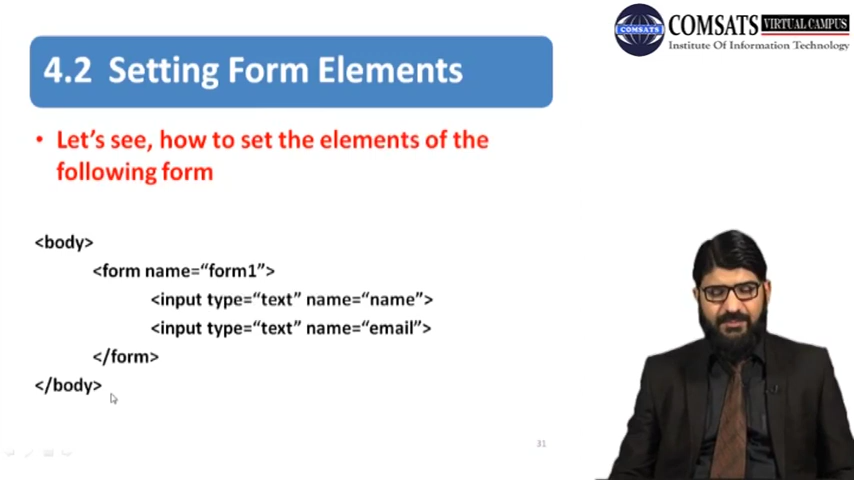 COMSATS VIRTUAL CAMPUS
COMSATS
Institute Of Information Technology
4.2 Setting Form Elements
• Let's see, how to set the elements of the
following form
<body>
<form name=“form1”>
<input type=“text” name=“name”>
<input type=“text” name=“email”>
</form>
</body>
31